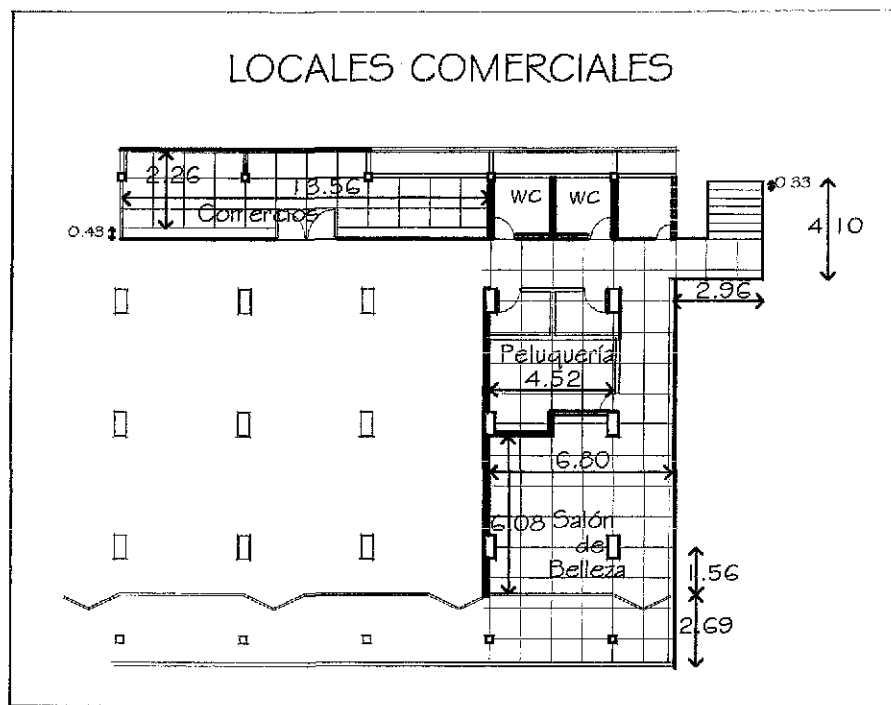 LOCALES COMERCIALES
2.26
13.56
WC
WC
0.33
Comercios
0.43
4.10
2.96
Peluquería
4.52
6.80
6.08
Salón
de
Belleza
1.56
2.69